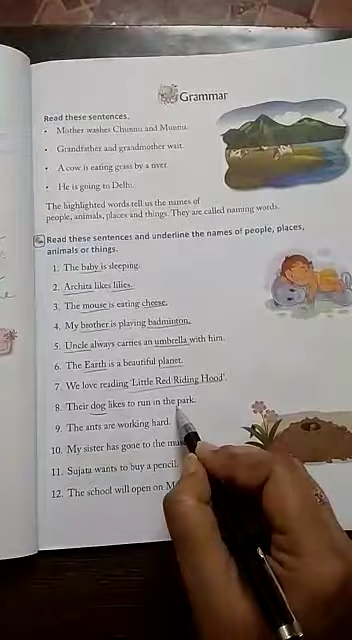 Grammar
Read these sentences.
• Mother washes Chunnu and Munnu.
• Grandfather and grandmother wait.
• A cow is eating grass by a river.
• He is going to Delhi.
The highlighted words tell us the names of
people, animals, places and things. They are called naming words.
Read these sentences and underline the names of people, places,
animals or things.
1. The baby is sleeping.
2. Archita likes lilies.
3. The mouse is eating cheese.
4. My brother is playing badminton.
5. Uncle always carries an umbrella with him.
6. The Earth is a beautiful planet.
7. We love reading 'Little Red Riding Hood'.
8. Their dog likes to run in the park.
9. The ants are working hard.
10. My sister has gone to the
11. Sujata wants to buy a pencil.
12. The school will open on